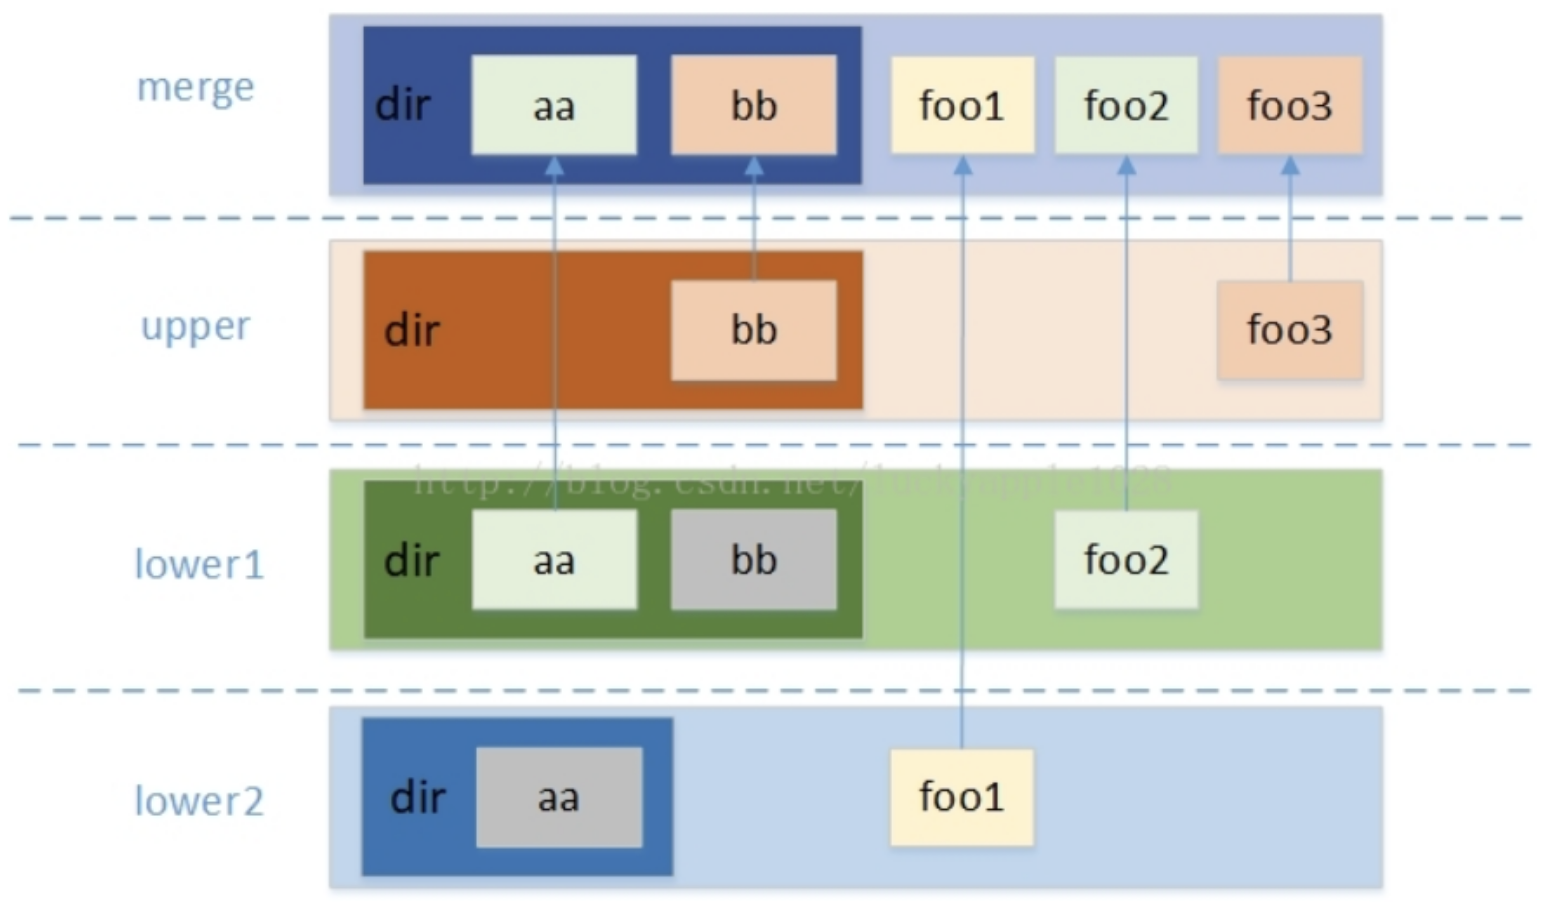 merge
dir aa bb foo1 foo2 foo3
upper
dir bb foo3
http://blog.csdn.net/luckyapple1028
lower1
dir aa bb foo2
lower2
dir aa foo1